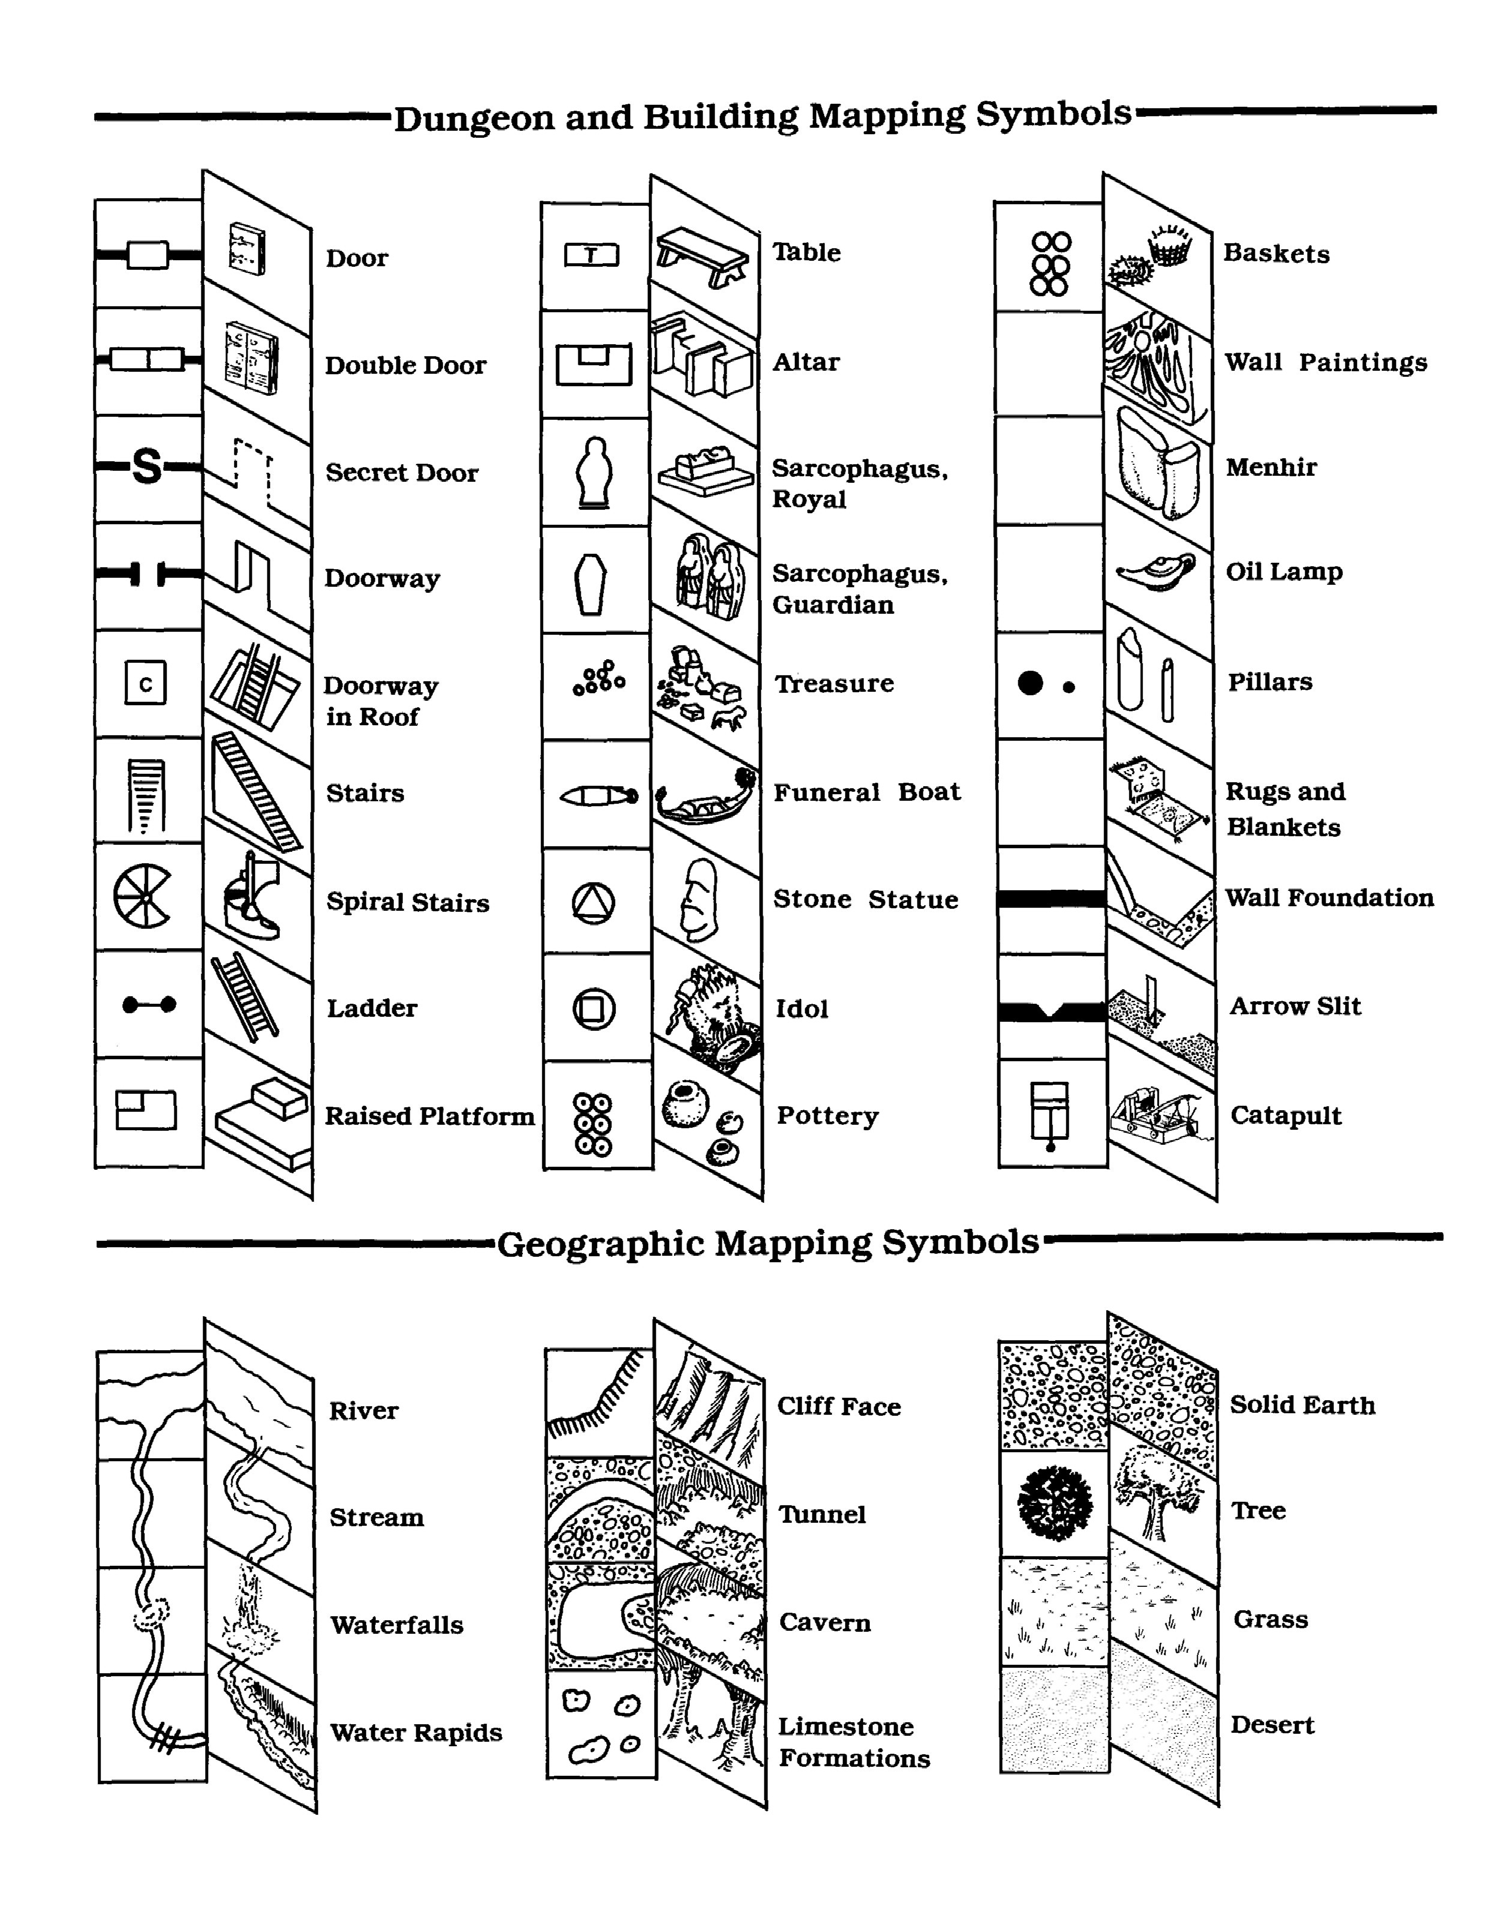 Dungeon and Building Mapping Symbols
Door
Double Door
S
Secret Door
Doorway
C
Doorway
in Roof
Stairs
Spiral Stairs
Ladder
Raised Platform
T
Table
Altar
Sarcophagus,
Royal
Sarcophagus,
Guardian
Treasure
Funeral Boat
Stone Statue
Idol
Pottery
Baskets
Wall Paintings
Menhir
Oil Lamp
Pillars
Rugs and
Blankets
Wall Foundation
Arrow Slit
Catapult
Geographic Mapping Symbols
River
Stream
Waterfalls
Water Rapids
Cliff Face
Tunnel
Cavern
Limestone
Formations
Solid Earth
Tree
Grass
Desert